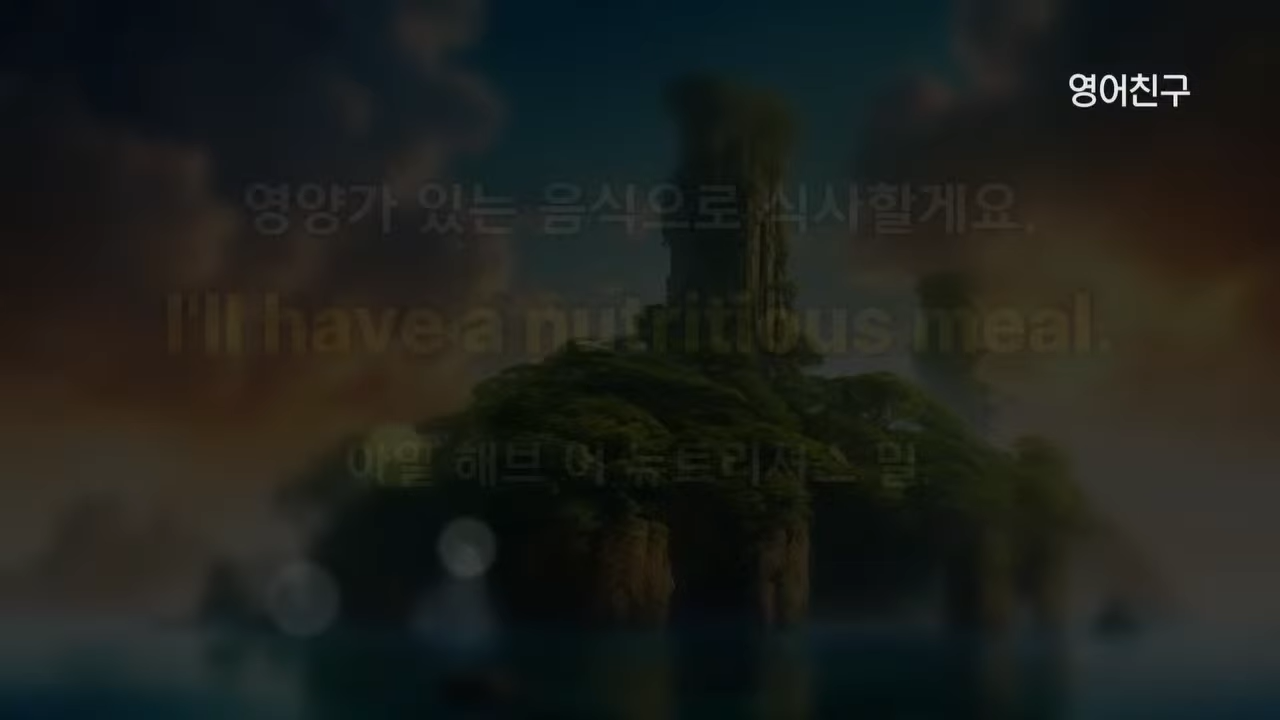 영어친구
영양가 있는 음식으로 식사할게요.
I'll have a nutritious meal.
아일 해브 어 뉴트리셔스 밀